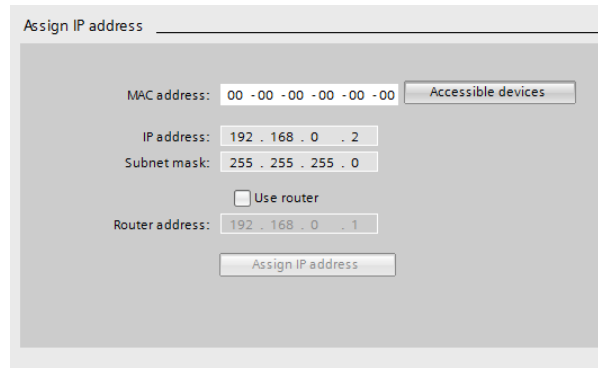 Assign IP address
MAC address: 00 -00 -00 -00 -00 -00 Accessible devices
IP address: 192 . 168 . 0 . 2
Subnet mask: 255 . 255 . 255 . 0
Use router
Router address: 192 . 168 . 0 . 1
Assign IP address